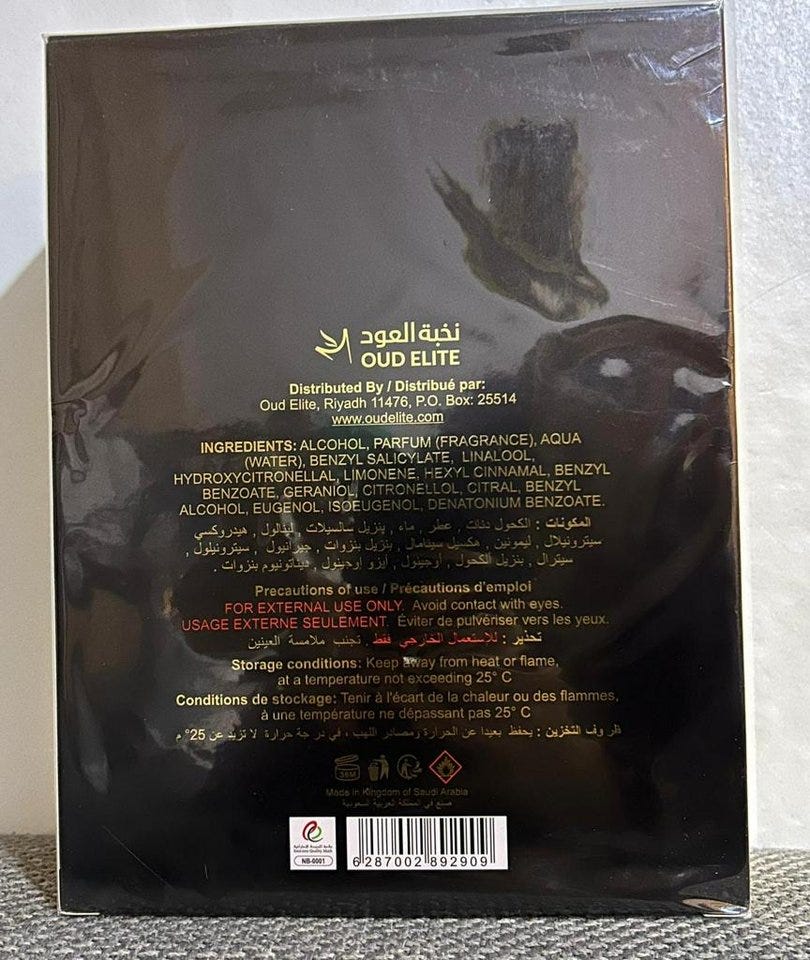 نخبة العود
OUD ELITE
Distributed By / Distribué par:
Oud Elite, Riyadh 11476, P.O. Box: 25514
www.oudelite.com
INGREDIENTS: ALCOHOL, PARFUM (FRAGRANCE), AQUA
(WATER), BENZYL SALICYLATE, LINALOOL,
HYDROXYCITRONELLAL, LIMONENE, HEXYL CINNAMAL, BENZYL
BENZOATE, GERANIOL, CITRONELLOL, CITRAL, BENZYL
ALCOHOL, EUGENOL, ISOEUGENOL, DENATONIUM BENZOATE.
المكونات : الكحول دنات , عطر , ماء , بنزيل سالسيلات , لينالول , هيدروكسي
سيترونيلال , ليمونين , هكسيل سينامال , بنزيل بنزوات , جيرانيول , سيترونيلول ,
سيترال , بنزيل الكحول , اوجينول , أيزو اوجينول , ديناتونيوم بنزوات .
Precautions of use / Précautions d'emploi
FOR EXTERNAL USE ONLY. Avoid contact with eyes.
USAGE EXTERNE SEULEMENT. Éviter de pulvériser vers les yeux.
تحذير : للاستعمال الخارجي فقط . تجنب ملامسة العينين
Storage conditions: Keep away from heat or flame,
at a temperature not exceeding 25° C
Conditions de stockage: Tenir à l'écart de la chaleur ou des flammes,
à une température ne dépassant pas 25° C
ظروف التخزين : يحفظ بعيدا عن الحرارة ومصادر اللهب ، في درجة حرارة لا تزيد عن 25° م
36M
Made in Kingdom of Saudi Arabia
صنع في المملكة العربية السعودية
Emirates Quality Mark
NB-0001
6 287002 892909